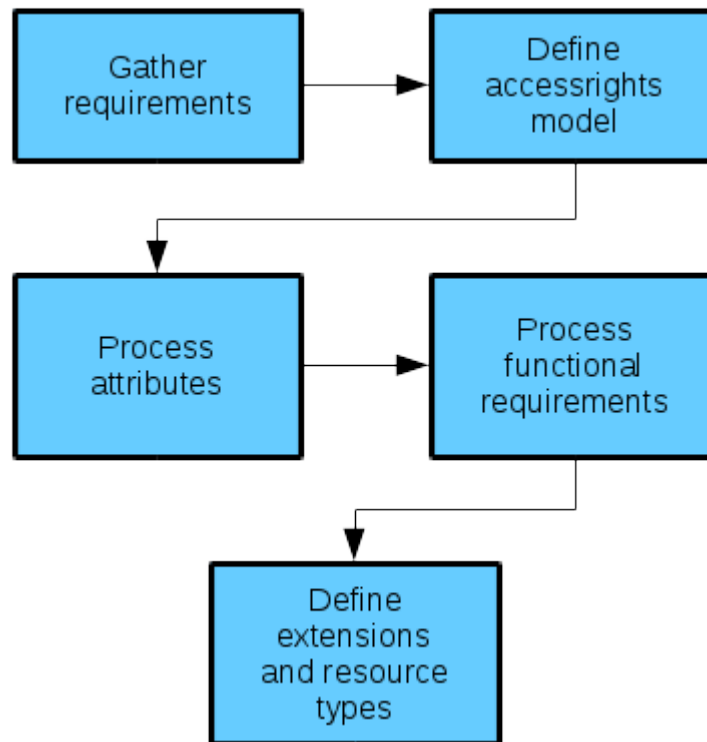 Gather
requirements
Define
accessrights
model
Process
attributes
Process
functional
requirements
Define
extensions
and resource
types